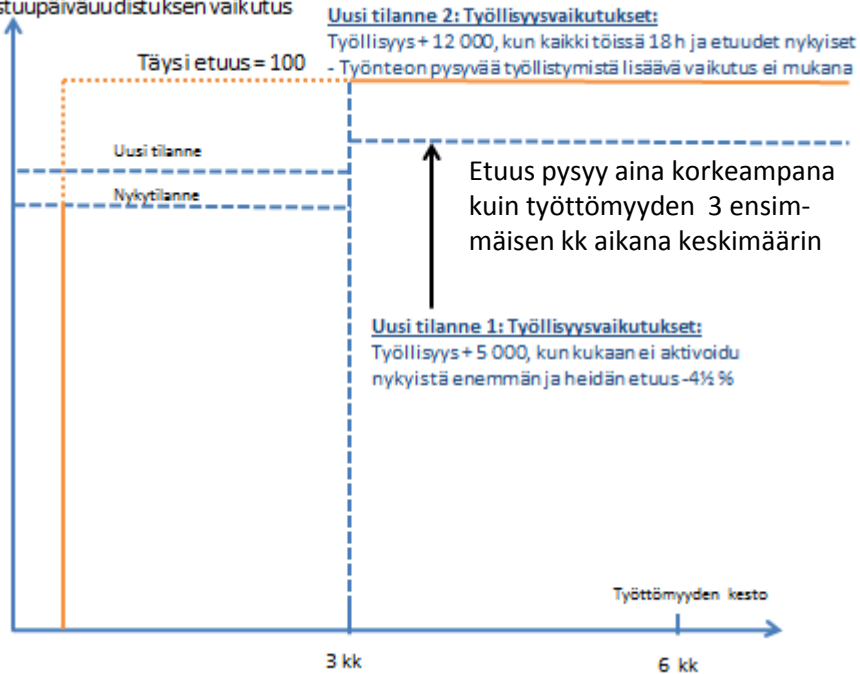 Uusi tilanne 2: Työllisyysvaikutukset:
Työllisyys + 12 000, kun kaikki töissä 18 h ja etuudet nykyiset
- Työnteon pysyvää työllistymistä lisäävä vaikutus ei mukana
Täysi etuus = 100
Uusi tilanne
Nykytilanne
Etuus pysyy aina korkeampana
kuin työttömyyden 3 ensim-
mäisen kk aikana keskimäärin
Uusi tilanne 1: Työllisyysvaikutukset:
Työllisyys + 5 000, kun kukaan ei aktivoidu
nykyistä enemmän ja heidän etuus -4½ %
Työttömyyden kesto
3 kk
6 kk